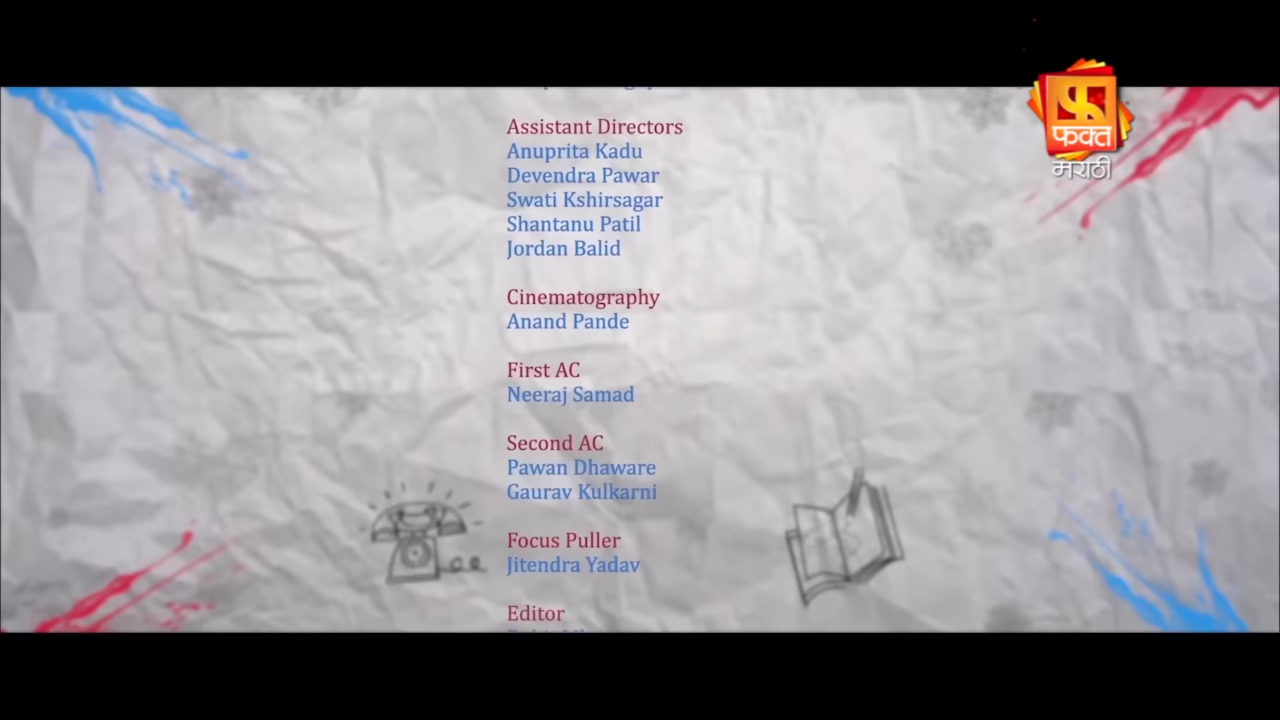 Assistant Directors
Anuprita Kadu
Devendra Pawar
Swati Kshirsagar
Shantanu Patil
Jordan Balid
Cinematography
Anand Pande
First AC
Neeraj Samad
Second AC
Pawan Dhaware
Gaurav Kulkarni
Focus Puller
Jitendra Yadav
Editor
फ
फक्त
मराठी